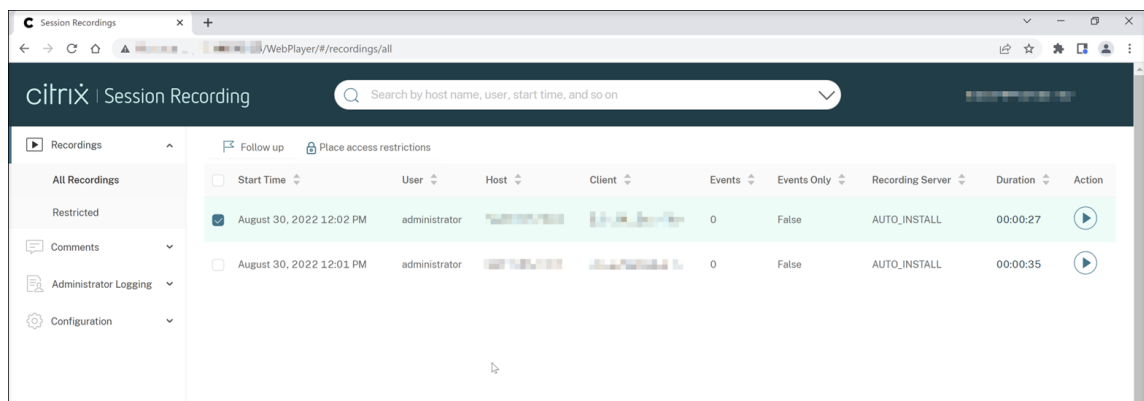 Session Recordings
/WebPlayer/#/recordings/all
citrix | Session Recording
Search by host name, user, start time, and so on
Recordings
Follow up Place access restrictions
All Recordings
Start Time User Host Client Events Events Only Recording Server Duration Action
Restricted
August 30, 2022 12:02 PM administrator 0 False AUTO_INSTALL 00:00:27
Comments
August 30, 2022 12:01 PM administrator 0 False AUTO_INSTALL 00:00:35
Administrator Logging
Configuration